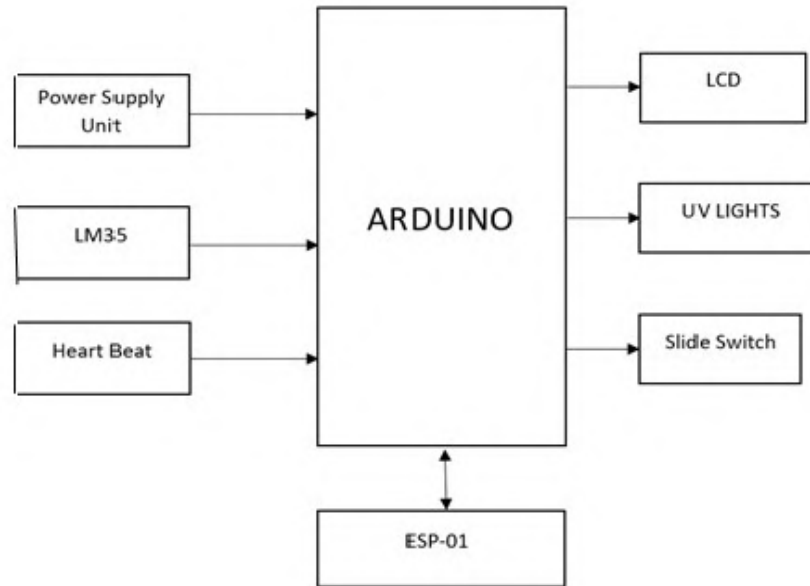 Power Supply
Unit
LM35
Heart Beat
ARDUINO
LCD
UV LIGHTS
Slide Switch
ESP-01